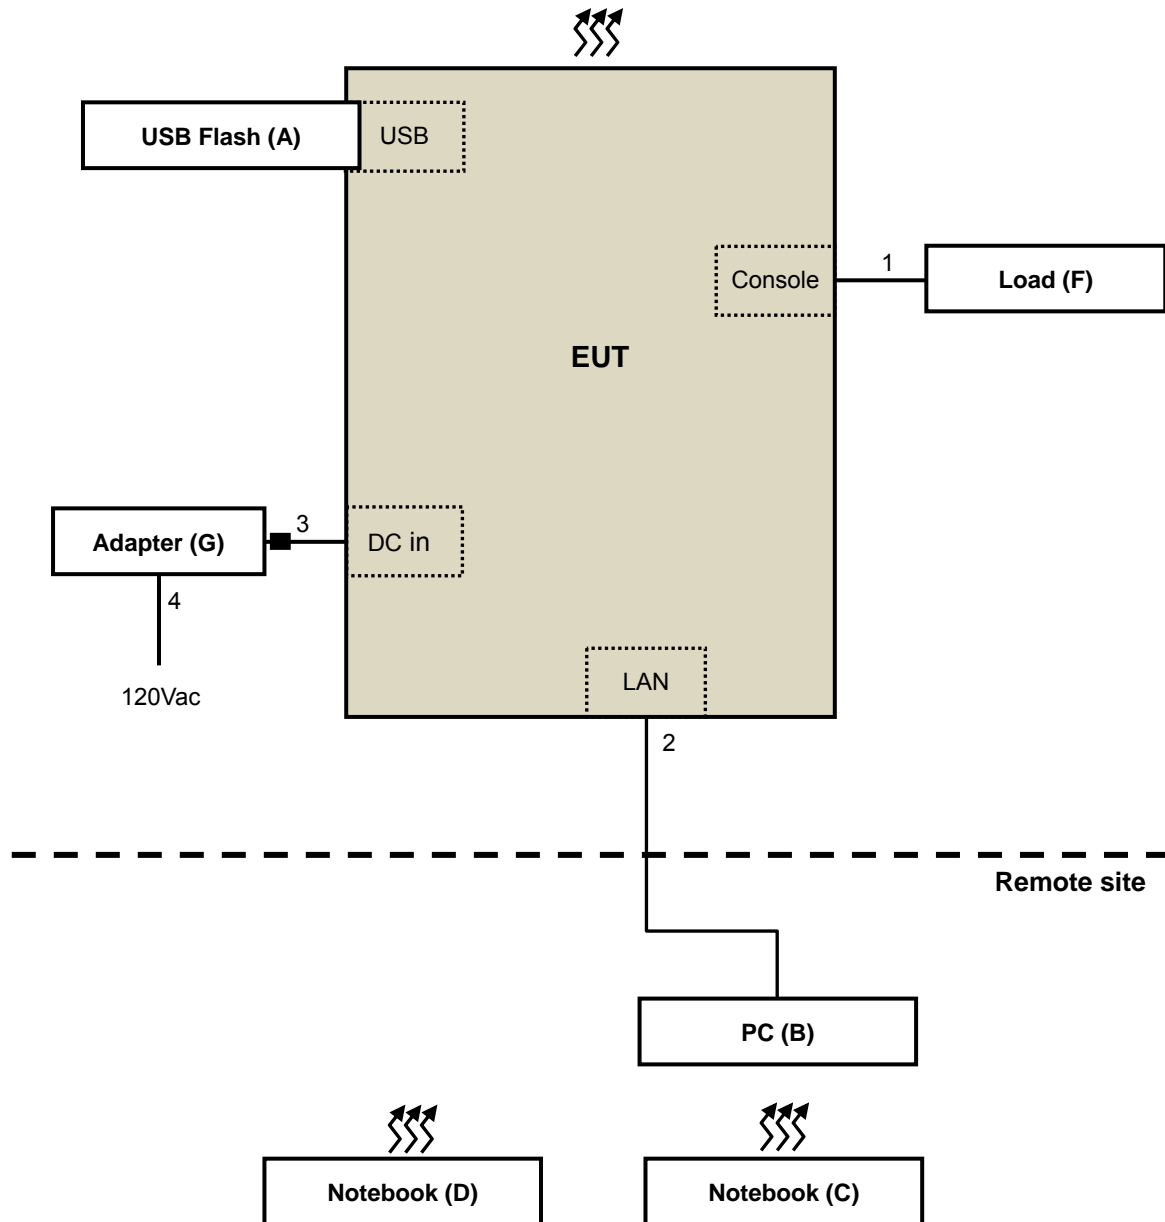 USB Flash (A)
USB
Console
1
Load (F)
EUT
Adapter (G)
3
DC in
4
120Vac
LAN
2
Remote site
PC (B)
Notebook (D)
Notebook (C)